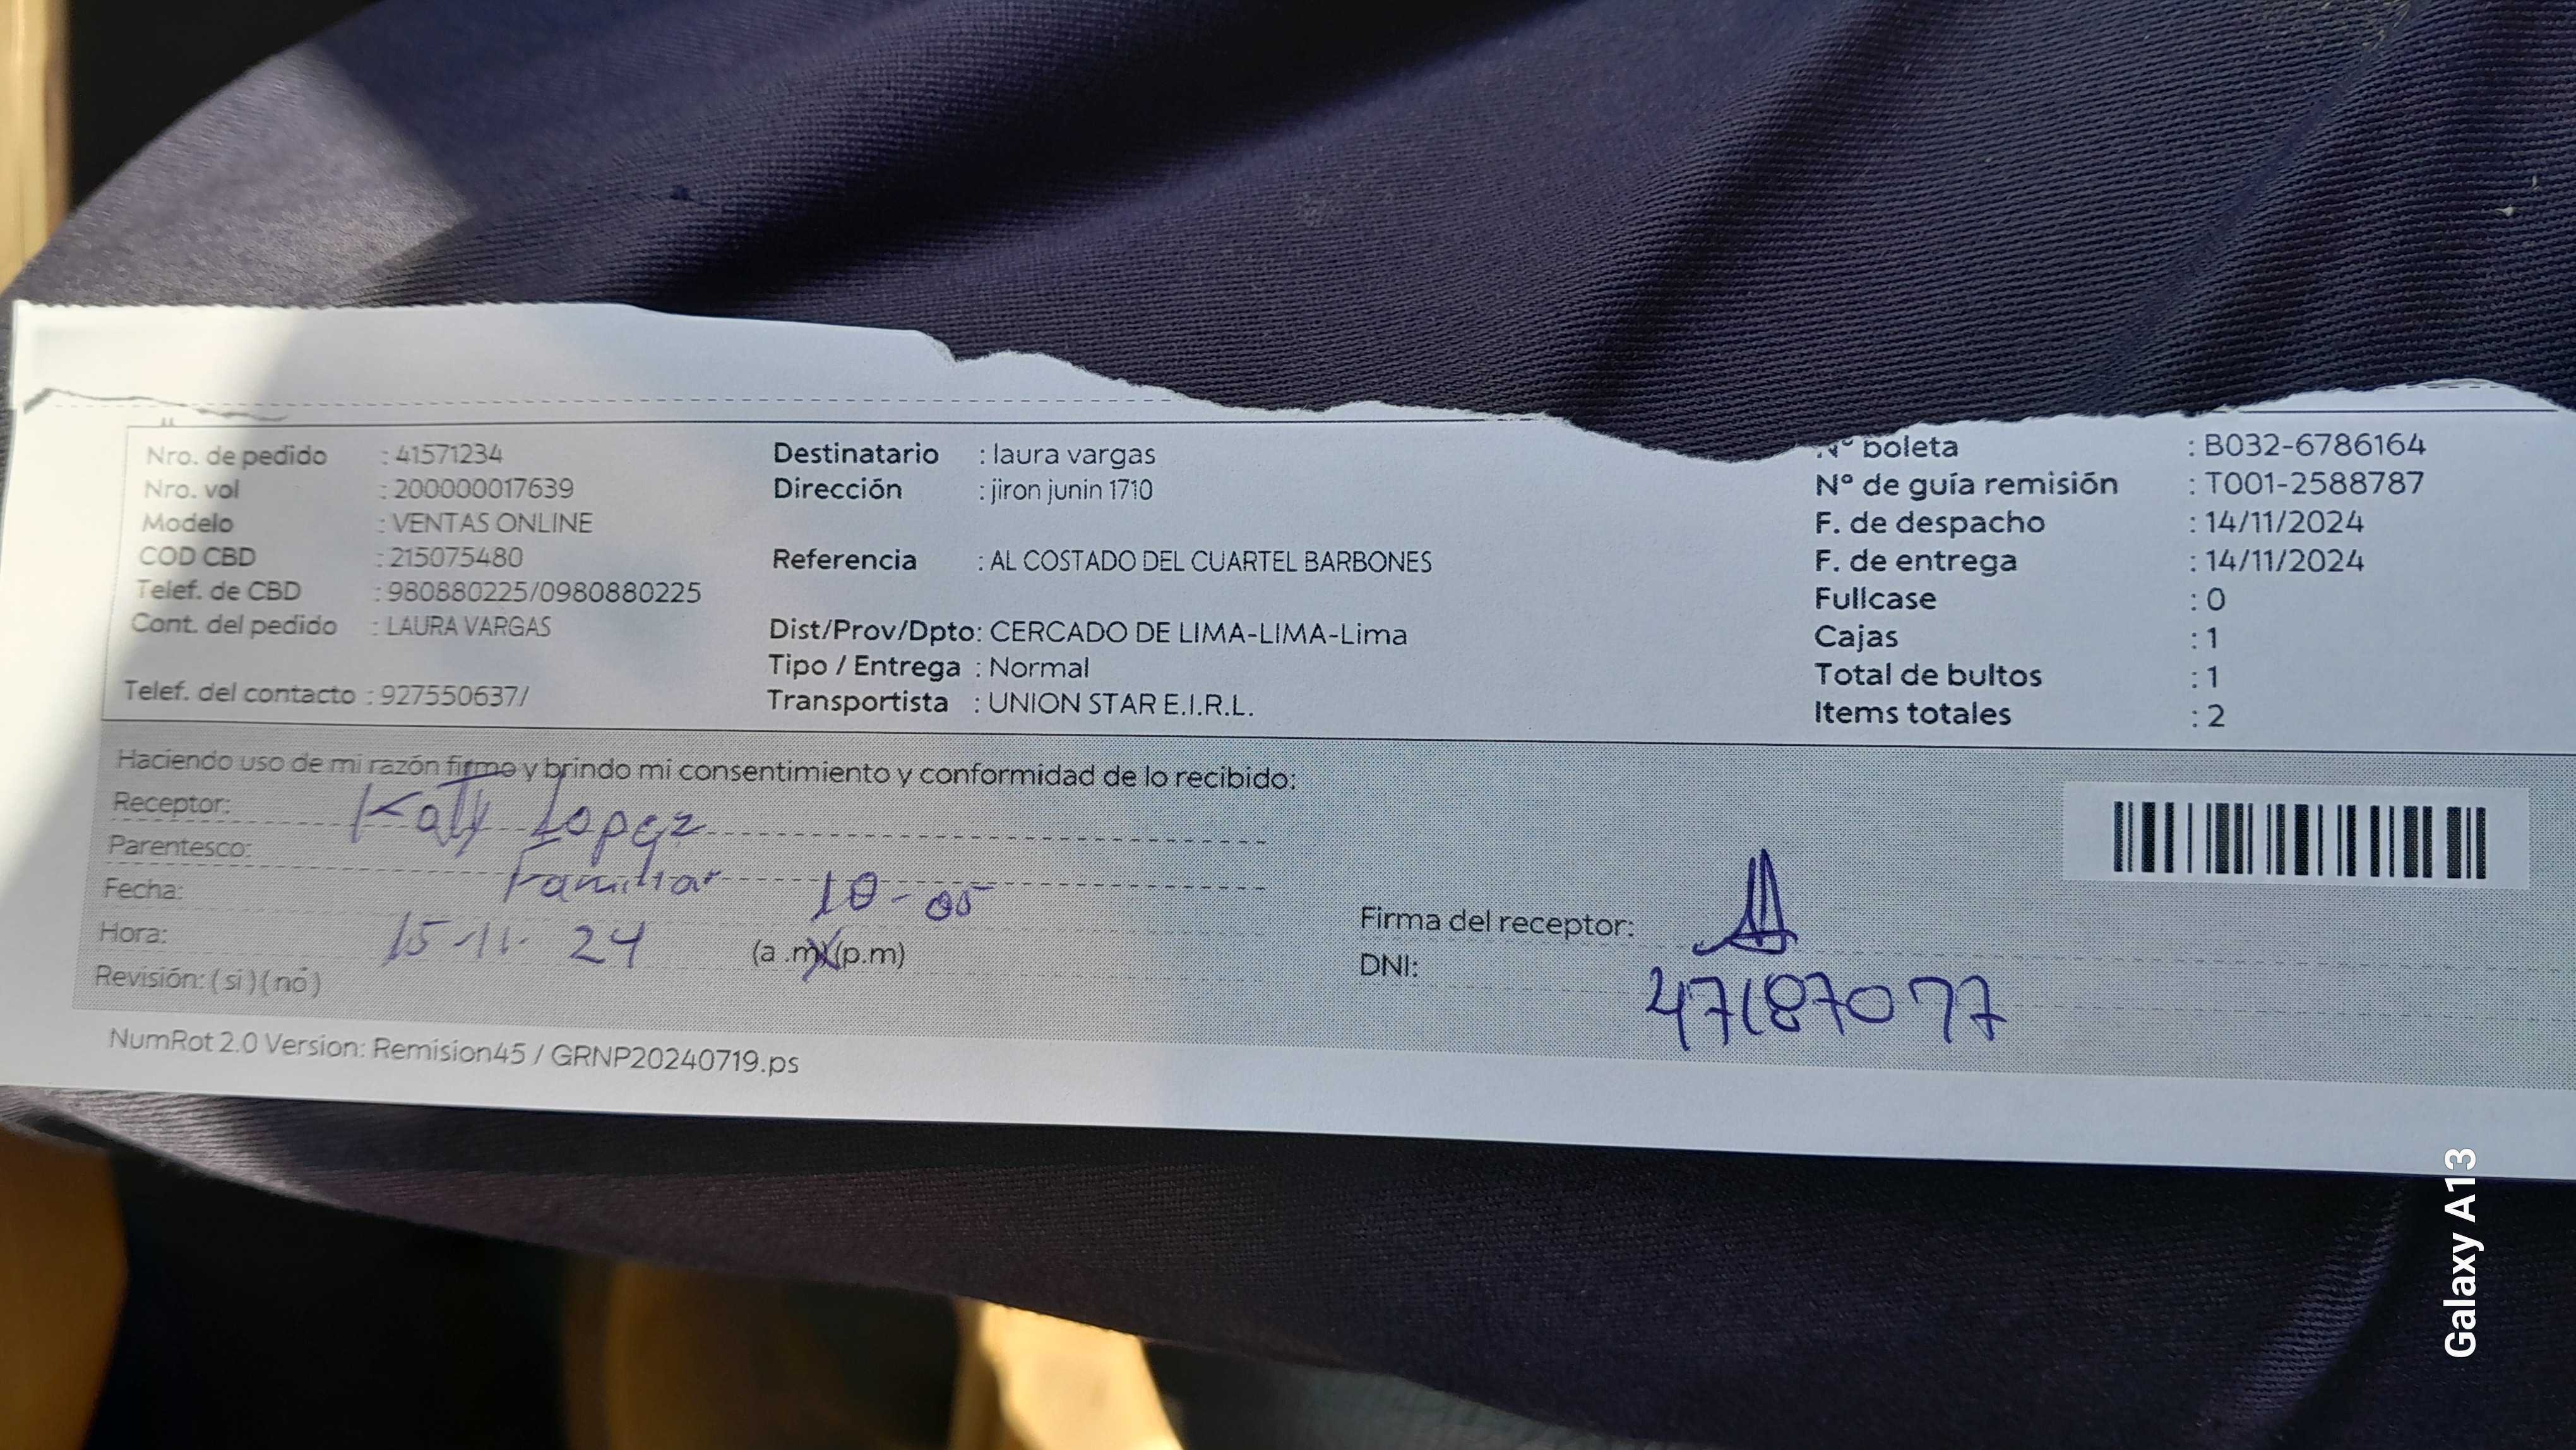 Nro. de pedido : 41571234
Nro. vol : 200000017639
Modelo : VENTAS ONLINE
COD CBD : 215075480
Telef. de CBD : 980880225/0980880225
Cont. del pedido : LAURA VARGAS
Telef. del contacto : 927550637/
Destinatario : laura vargas
Dirección : jiron junin 1710
Referencia : AL COSTADO DEL CUARTEL BARBONES
Dist/Prov/Dpto: CERCADO DE LIMA-LIMA-Lima
Tipo / Entrega : Normal
Transportista : UNION STAR E.I.R.L.
N° boleta : B032-6786164
N° de guía remisión : T001-2588787
F. de despacho : 14/11/2024
F. de entrega : 14/11/2024
Fullcase : 0
Cajas : 1
Total de bultos : 1
Items totales : 2
Haciendo uso de mi razón firmo y brindo mi consentimiento y conformidad de lo recibido:
Receptor: Katy Lopez
Parentesco: Familiar
Fecha: 10-05
Hora: 15-11-24 (a.m)(p.m)
Revisión: (si)(nó)
Firma del receptor:
DNI: 47187077
NumRot 2.0 Version: Remision45 / GRNP20240719.ps
Galaxy A13